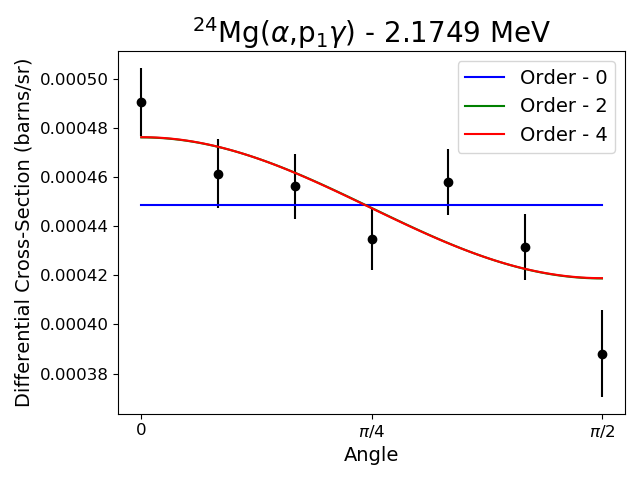 ²⁴Mg(α,p₁γ) - 2.1749 MeV
Order - 0
Order - 2
Order - 4
Differential Cross-Section (barns/sr)
0.00050
0.00048
0.00046
0.00044
0.00042
0.00040
0.00038
0 π/4 π/2
Angle